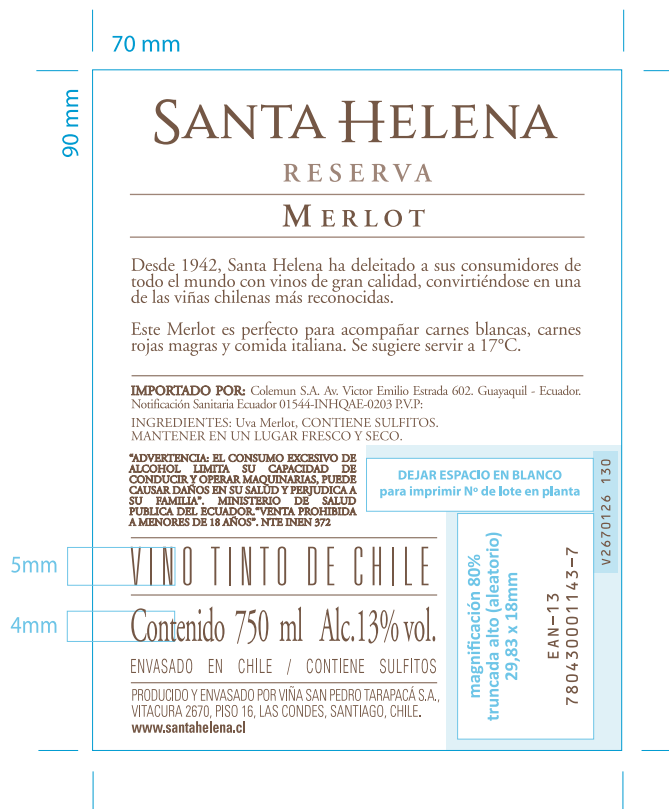 70 mm
90 mm
SANTA HELENA
RESERVA
MERLOT
Desde 1942, Santa Helena ha deleitado a sus consumidores de
todo el mundo con vinos de gran calidad, convirtiéndose en una
de las viñas chilenas más reconocidas.
Este Merlot es perfecto para acompañar carnes blancas, carnes
rojas magras y comida italiana. Se sugiere servir a 17°C.
IMPORTADO POR: Colemun S.A. Av. Victor Emilio Estrada 602. Guayaquil - Ecuador.
Notificación Sanitaria Ecuador 01544-INHQAE-0203 P.V.P:
INGREDIENTES: Uva Merlot, CONTIENE SULFITOS.
MANTENER EN UN LUGAR FRESCO Y SECO.
"ADVERTENCIA: EL CONSUMO EXCESIVO DE
ALCOHOL LIMITA SU CAPACIDAD DE
CONDUCIR Y OPERAR MAQUINARIAS, PUEDE
CAUSAR DAÑOS EN SU SALUD Y PERJUDICA A
SU FAMILIA". MINISTERIO DE SALUD
PUBLICA DEL ECUADOR."VENTA PROHIBIDA
A MENORES DE 18 AÑOS". NTE INEN 372
DEJAR ESPACIO EN BLANCO
para imprimir Nº de lote en planta
V2670126 130
5mm
VINO TINTO DE CHILE
4mm
Contenido 750 ml Alc.13% vol.
ENVASADO EN CHILE / CONTIENE SULFITOS
PRODUCIDO Y ENVASADO POR VIÑA SAN PEDRO TARAPACÁ S.A.,
VITACURA 2670, PISO 16, LAS CONDES, SANTIAGO, CHILE.
www.santahelena.cl
magnificación 80%
truncada alto (aleatorio)
29,83 x 18mm
EAN-13
780430001143-7